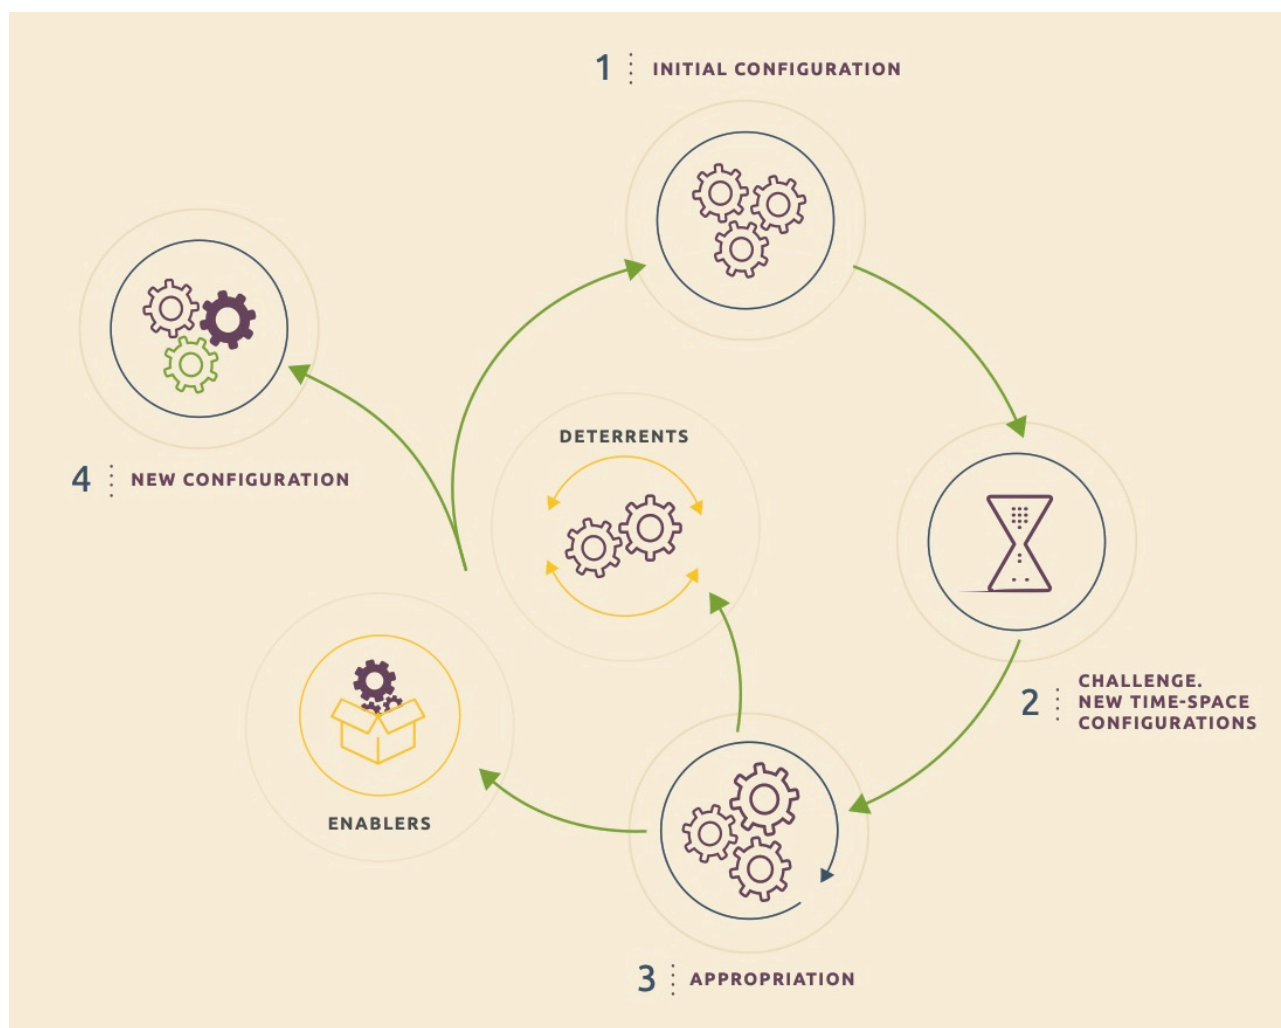 1 INITIAL CONFIGURATION
DETERRENTS
4 NEW CONFIGURATION
2 CHALLENGE.
NEW TIME-SPACE
CONFIGURATIONS
ENABLERS
3 APPROPRIATION